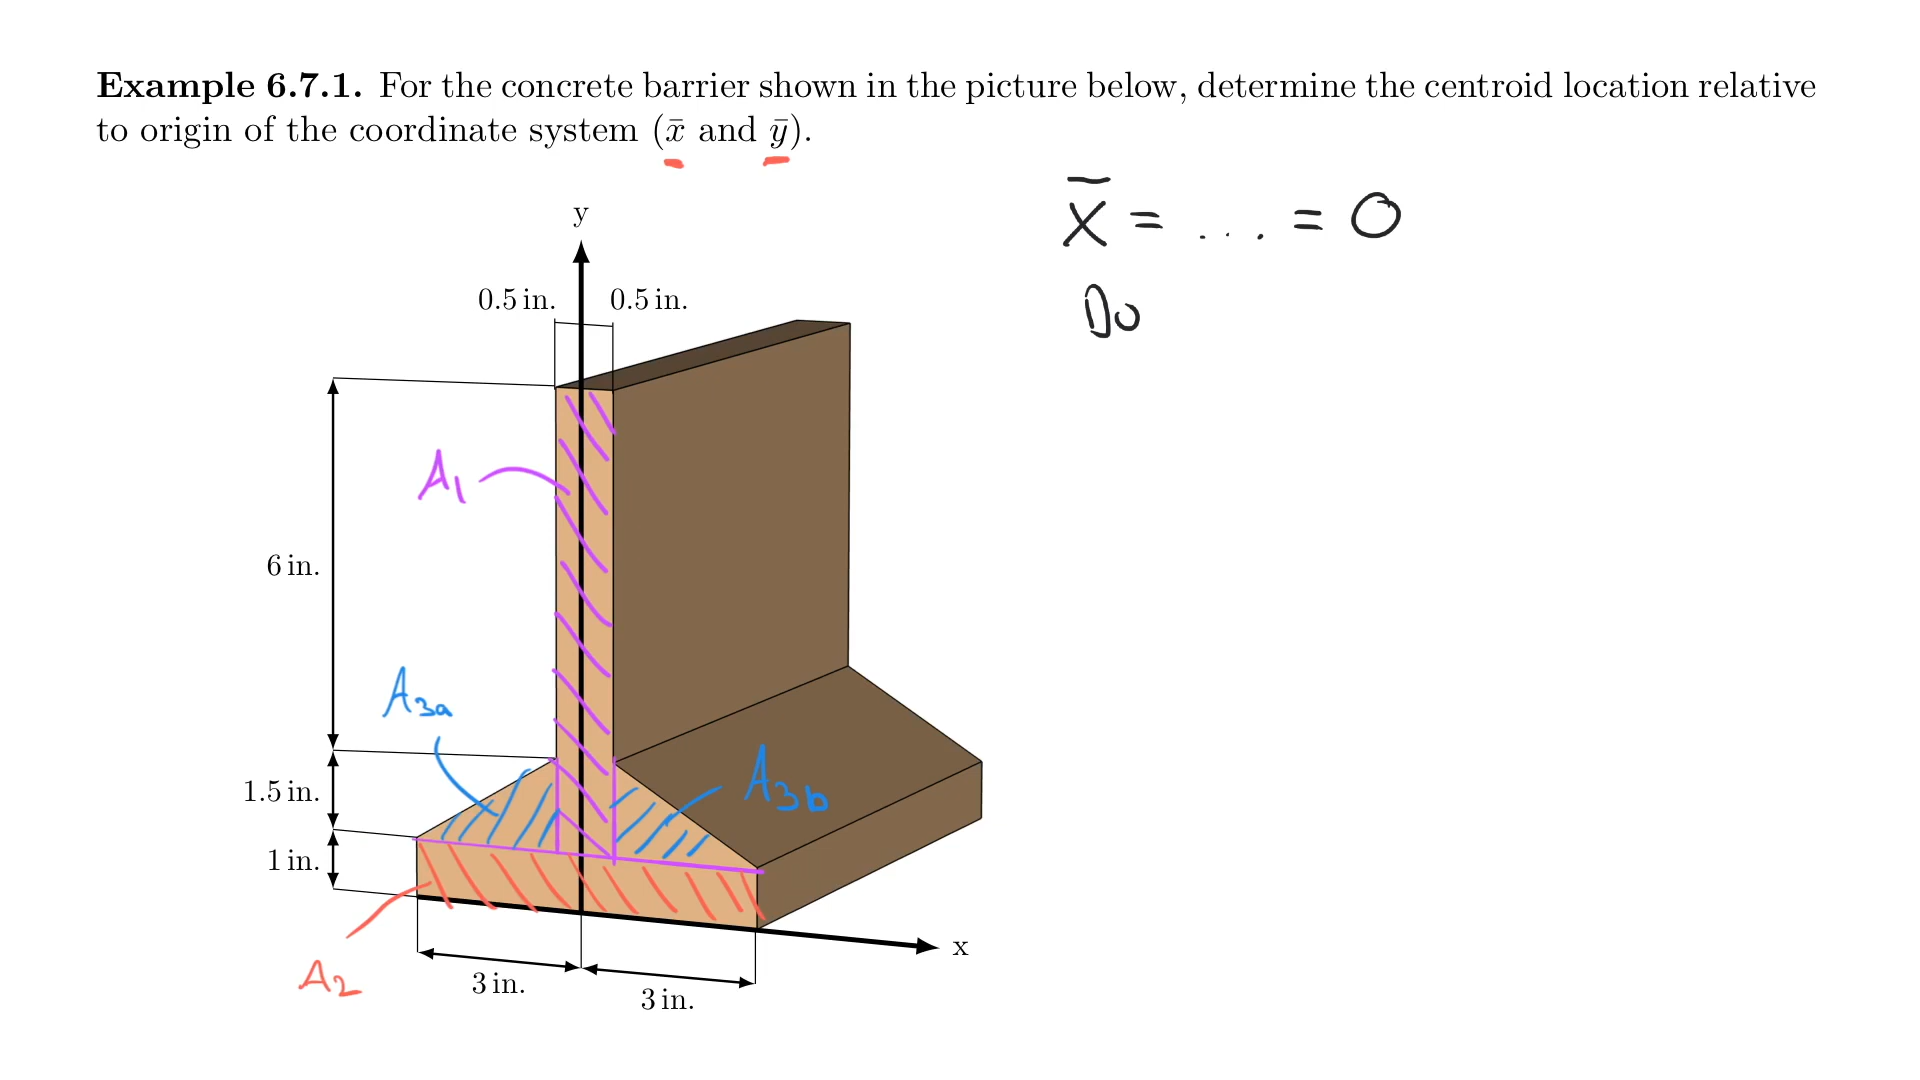 Example 6.7.1. For the concrete barrier shown in the picture below, determine the centroid location relative
to origin of the coordinate system (x̄ and ȳ).
x̄ = ... = 0
Do
y
0.5 in. 0.5 in.
A1
6 in.
A3a
A3b
1.5 in.
1 in.
x
A2
3 in.
3 in.